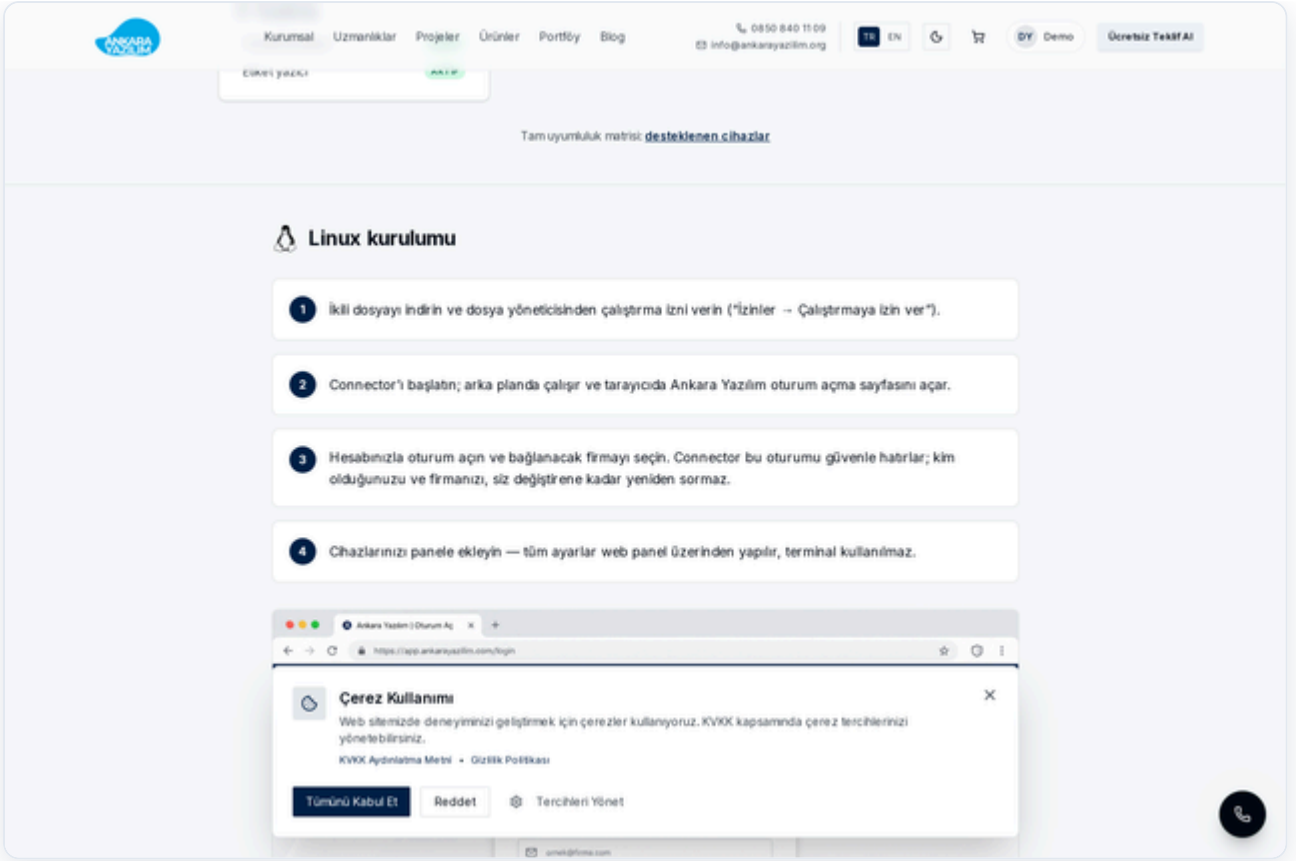 ANKARA
YAZILIM
Kurumsal Uzmanlıklar Projeler Ürünler Portföy Blog
0850 840 11 09
info@ankarayazilim.org
TR EN
DY Demo
Ücretsiz Teklif Al
Etiket yazıcı AKTİF
Tam uyumluluk matrisi: desteklenen cihazlar
Linux kurulumu
1 İkili dosyayı indirin ve dosya yöneticisinden çalıştırma izni verin ("İzinler → Çalıştırmaya izin ver").
2 Connector'ı başlatın; arka planda çalışır ve tarayıcıda Ankara Yazılım oturum açma sayfasını açar.
3 Hesabınızla oturum açın ve bağlanacak firmayı seçin. Connector bu oturumu güvenle hatırlar; kim
olduğunuzu ve firmanızı, siz değiştirene kadar yeniden sormaz.
4 Cihazlarınızı panele ekleyin — tüm ayarlar web panel üzerinden yapılır, terminal kullanılmaz.
Ankara Yazılım | Oturum Aç
https://app.ankarayazilim.com/login
Çerez Kullanımı
Web sitemizde deneyiminizi geliştirmek için çerezler kullanıyoruz. KVKK kapsamında çerez tercihlerinizi
yönetebilirsiniz.
KVKK Aydınlatma Metni • Gizlilik Politikası
Tümünü Kabul Et Reddet Tercihleri Yönet
ornek@firma.com